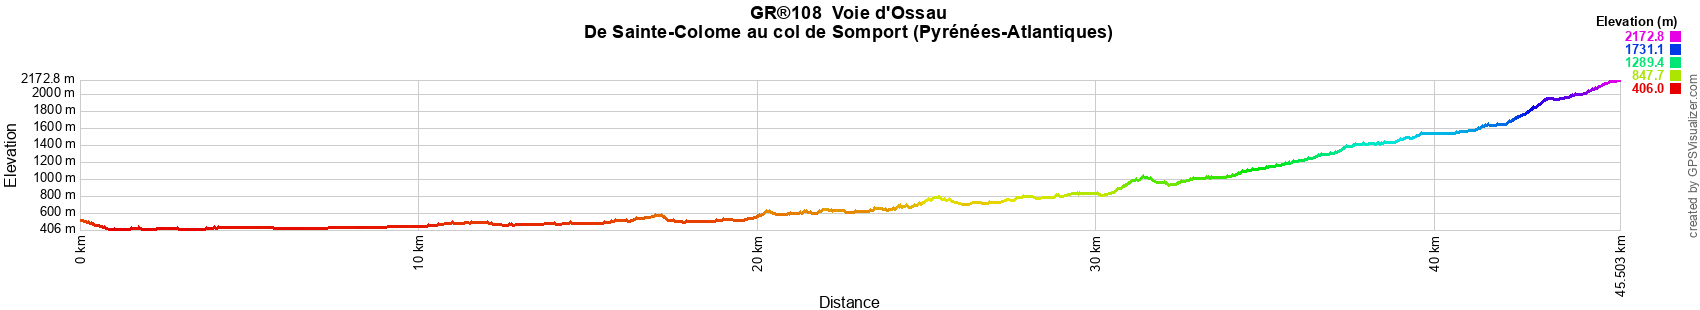 GR®108  Voie d'Ossau
De Sainte-Colome au col de Somport (Pyrénées-Atlantiques)
Elevation (m)
2172.8
1731.1
1289.4
847.7
406.0
2172.8 m
2000 m
1800 m
1600 m
1400 m
1200 m
1000 m
800 m
600 m
406 m
Elevation
0 km
10 km
20 km
30 km
40 km
45.503 km
Distance
created by GPSVisualizer.com